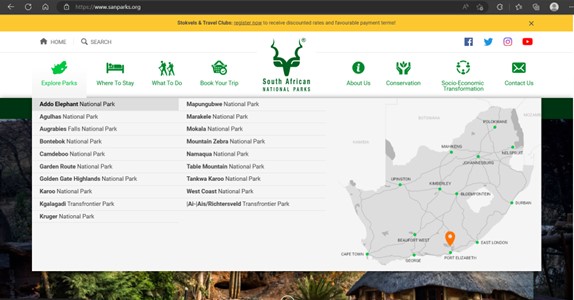 https://www.sanparks.org
Stokvels & Travel Clubs: register now to receive discounted rates and favourable payment terms!
HOME
SEARCH
South African
NATIONAL PARKS
Explore Parks
Where To Stay
What To Do
Book Your Trip
About Us
Conservation
Socio-Economic
Transformation
Contact Us
Addo Elephant National Park
Agulhas National Park
Augrabies Falls National Park
Bontebok National Park
Camdeboo National Park
Garden Route National Park
Golden Gate Highlands National Park
Karoo National Park
Kgalagadi Transfrontier Park
Kruger National Park
Mapungubwe National Park
Marakele National Park
Mokala National Park
Mountain Zebra National Park
Namaqua National Park
Table Mountain National Park
Tankwa Karoo National Park
West Coast National Park
|Ai-|Ais/Richtersveld Transfrontier Park
BOTSWANA
POLOKWANE
MAHIKENG
NELSPRUIT
JOHANNESBURG
UPINGTON
KIMBERLEY
BLOEMFONTEIN
DURBAN
BEAUFORT WEST
EAST LONDON
CAPE TOWN
GEORGE
PORT ELIZABETH